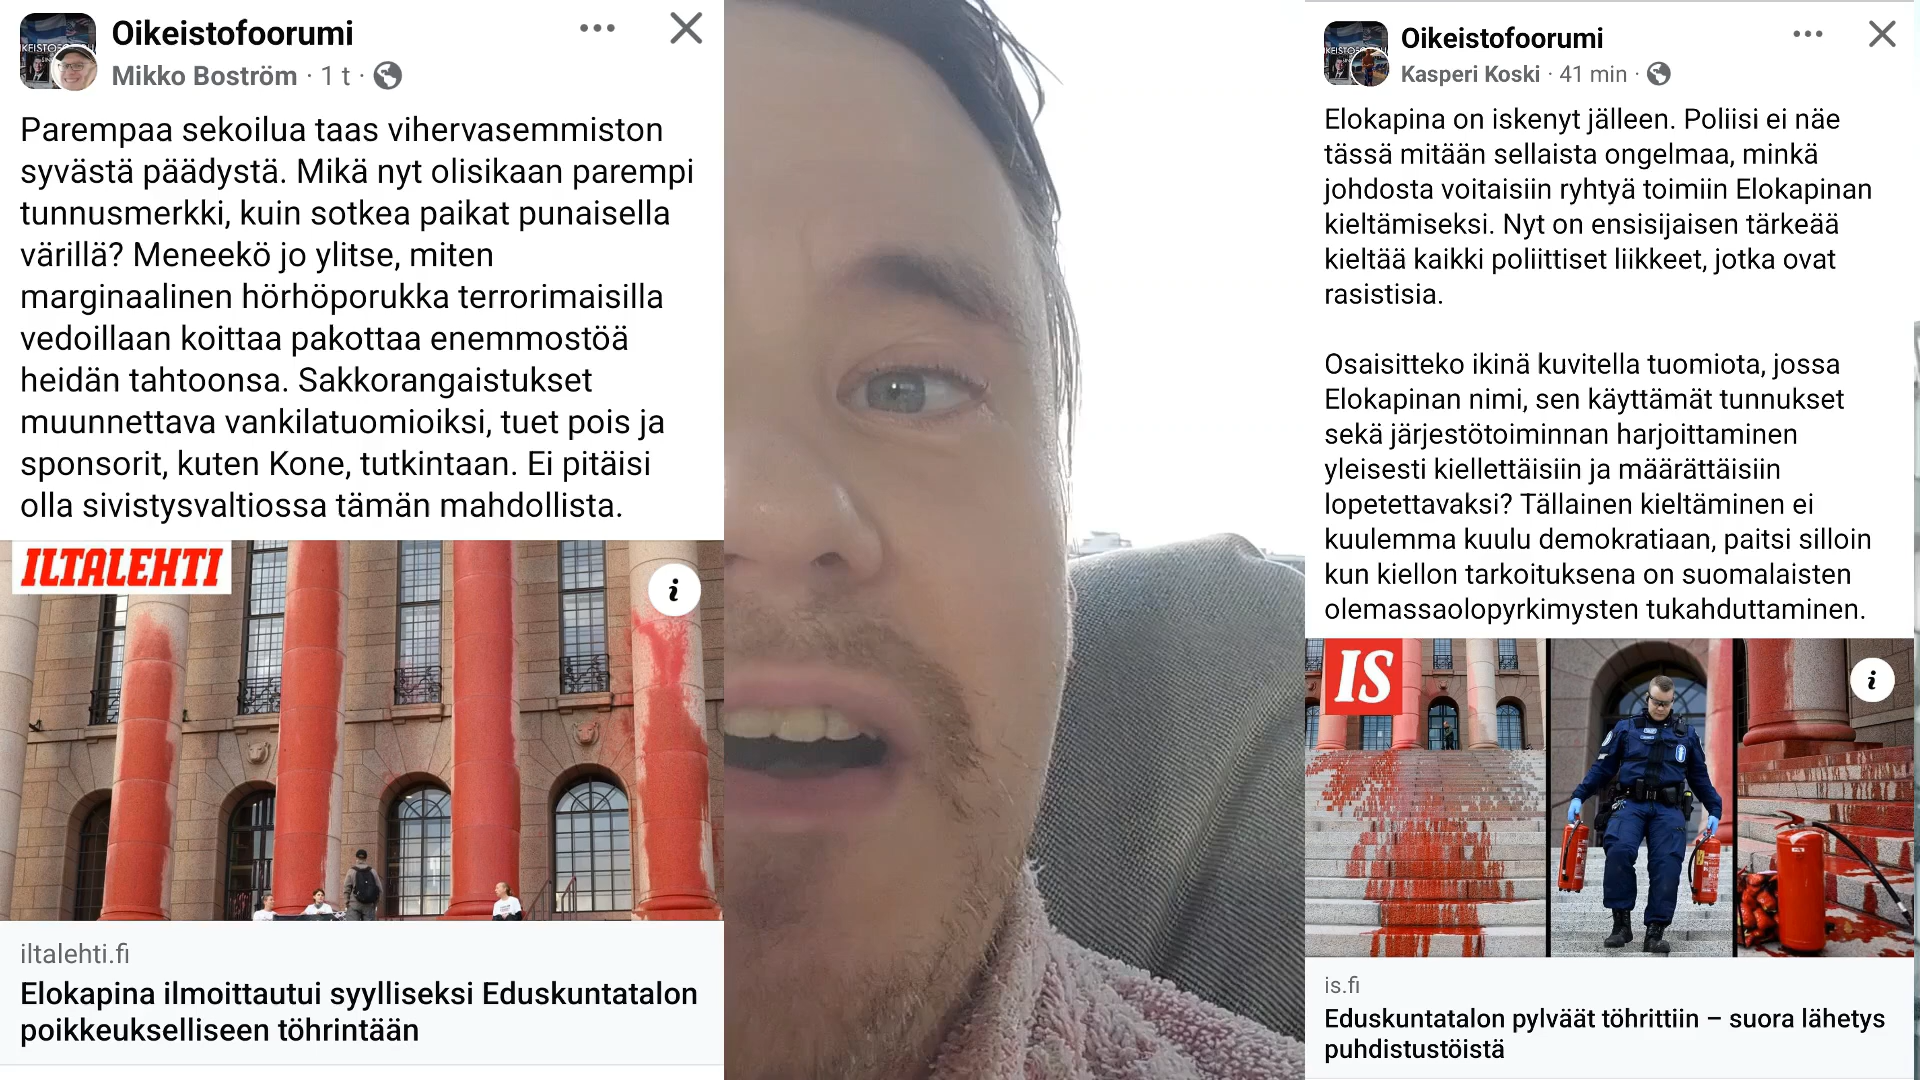 Oikeistofoorumi
Mikko Boström · 1 t ·
Parempaa sekoilua taas vihervasemmiston
syvästä päädystä. Mikä nyt olisikaan parempi
tunnusmerkki, kuin sotkea paikat punaisella
värillä? Meneekö jo ylitse, miten
marginaalinen hörhöporukka terrorimaisilla
vedoillaan koittaa pakottaa enemmostöä
heidän tahtoonsa. Sakkorangaistukset
muunnettava vankilatuomioiksi, tuet pois ja
sponsorit, kuten Kone, tutkintaan. Ei pitäisi
olla sivistysvaltiossa tämän mahdollista.
ILTALEHTI
i
iltalehti.fi
Elokapina ilmoittautui syylliseksi Eduskuntatalon
poikkeukselliseen töhrintään
Oikeistofoorumi
Kasperi Koski · 41 min ·
Elokapina on iskenyt jälleen. Poliisi ei näe
tässä mitään sellaista ongelmaa, minkä
johdosta voitaisiin ryhtyä toimiin Elokapinan
kieltämiseksi. Nyt on ensisijaisen tärkeää
kieltää kaikki poliittiset liikkeet, jotka ovat
rasistisia.
Osaisitteko ikinä kuvitella tuomiota, jossa
Elokapinan nimi, sen käyttämät tunnukset
sekä järjestötoiminnan harjoittaminen
yleisesti kiellettäisiin ja määrättäisiin
lopetettavaksi? Tällainen kieltäminen ei
kuulemma kuulu demokratiaan, paitsi silloin
kun kiellon tarkoituksena on suomalaisten
olemassaolopyrkimysten tukahduttaminen.
IS
i
is.fi
Eduskuntatalon pylväät töhrittiin – suora lähetys
puhdistustöistä